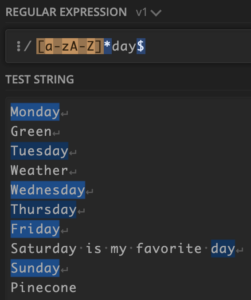 REGULAR EXPRESSION v1
⋮/ [a-zA-Z]*day$
TEST STRING
Monday↵
Green↵
Tuesday↵
Weather↵
Wednesday↵
Thursday↵
Friday↵
Saturday·is·my·favorite·day↵
Sunday↵
Pinecone